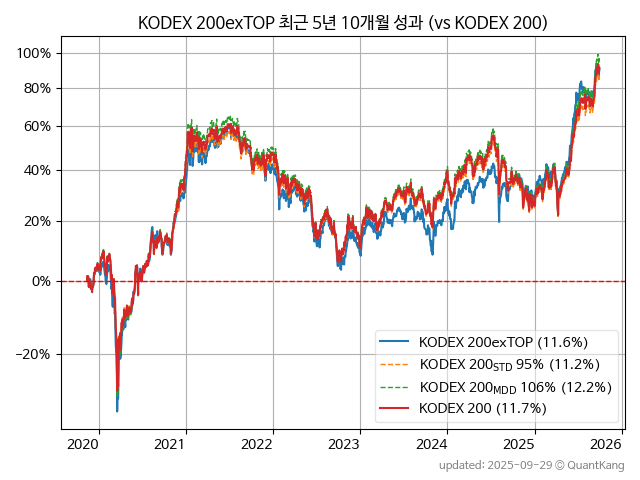 KODEX 200exTOP 최근 5년 10개월 성과 (vs KODEX 200)
100%
80%
60%
40%
20%
0%
−20%
KODEX 200exTOP (11.6%)
KODEX 200STD 95% (11.2%)
KODEX 200MDD 106% (12.2%)
KODEX 200 (11.7%)
2020 2021 2022 2023 2024 2025 2026
updated: 2025-09-29 © QuantKang